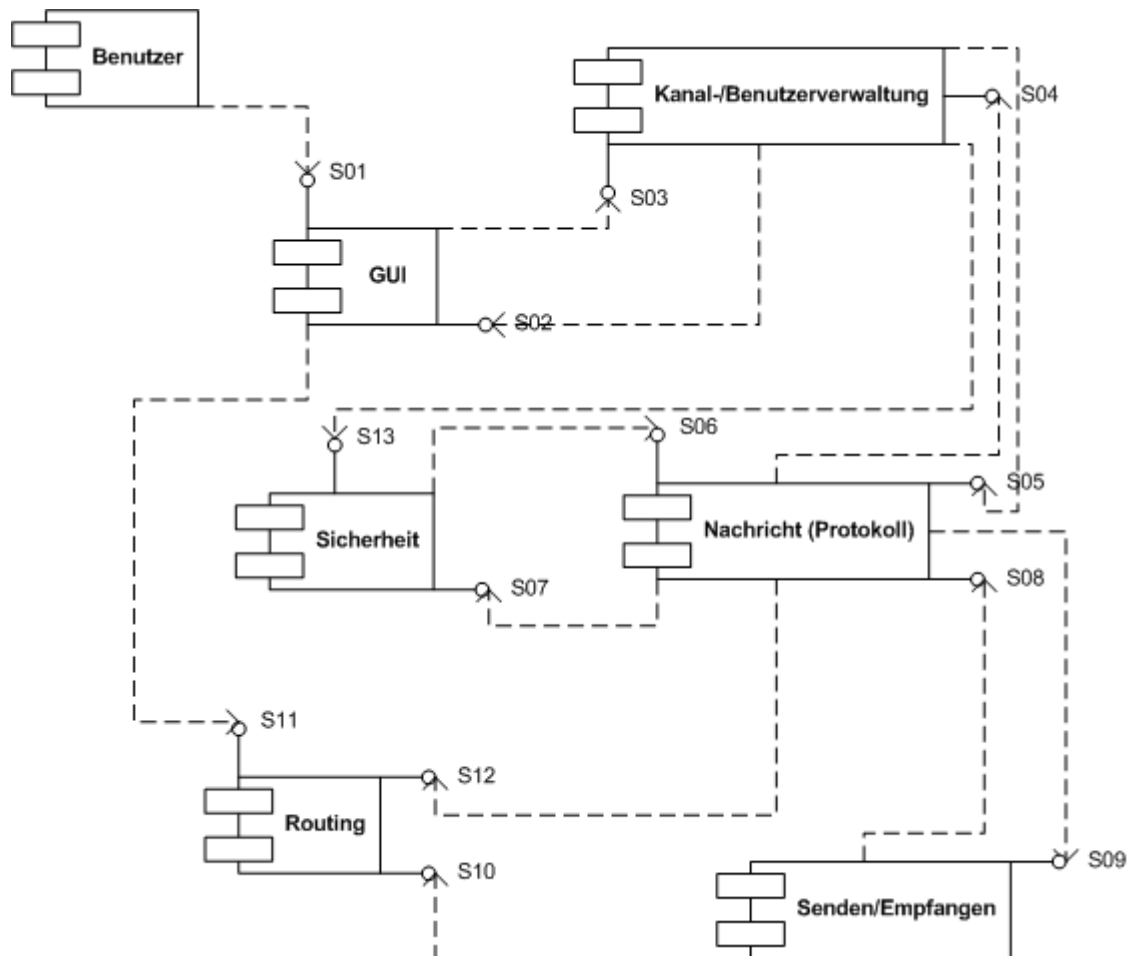 Benutzer
Kanal-/Benutzerverwaltung
S04
S01
S03
GUI
S02
S13
S06
S05
Sicherheit
Nachricht (Protokoll)
S07
S08
S11
S12
Routing
S10
S09
Senden/Empfangen